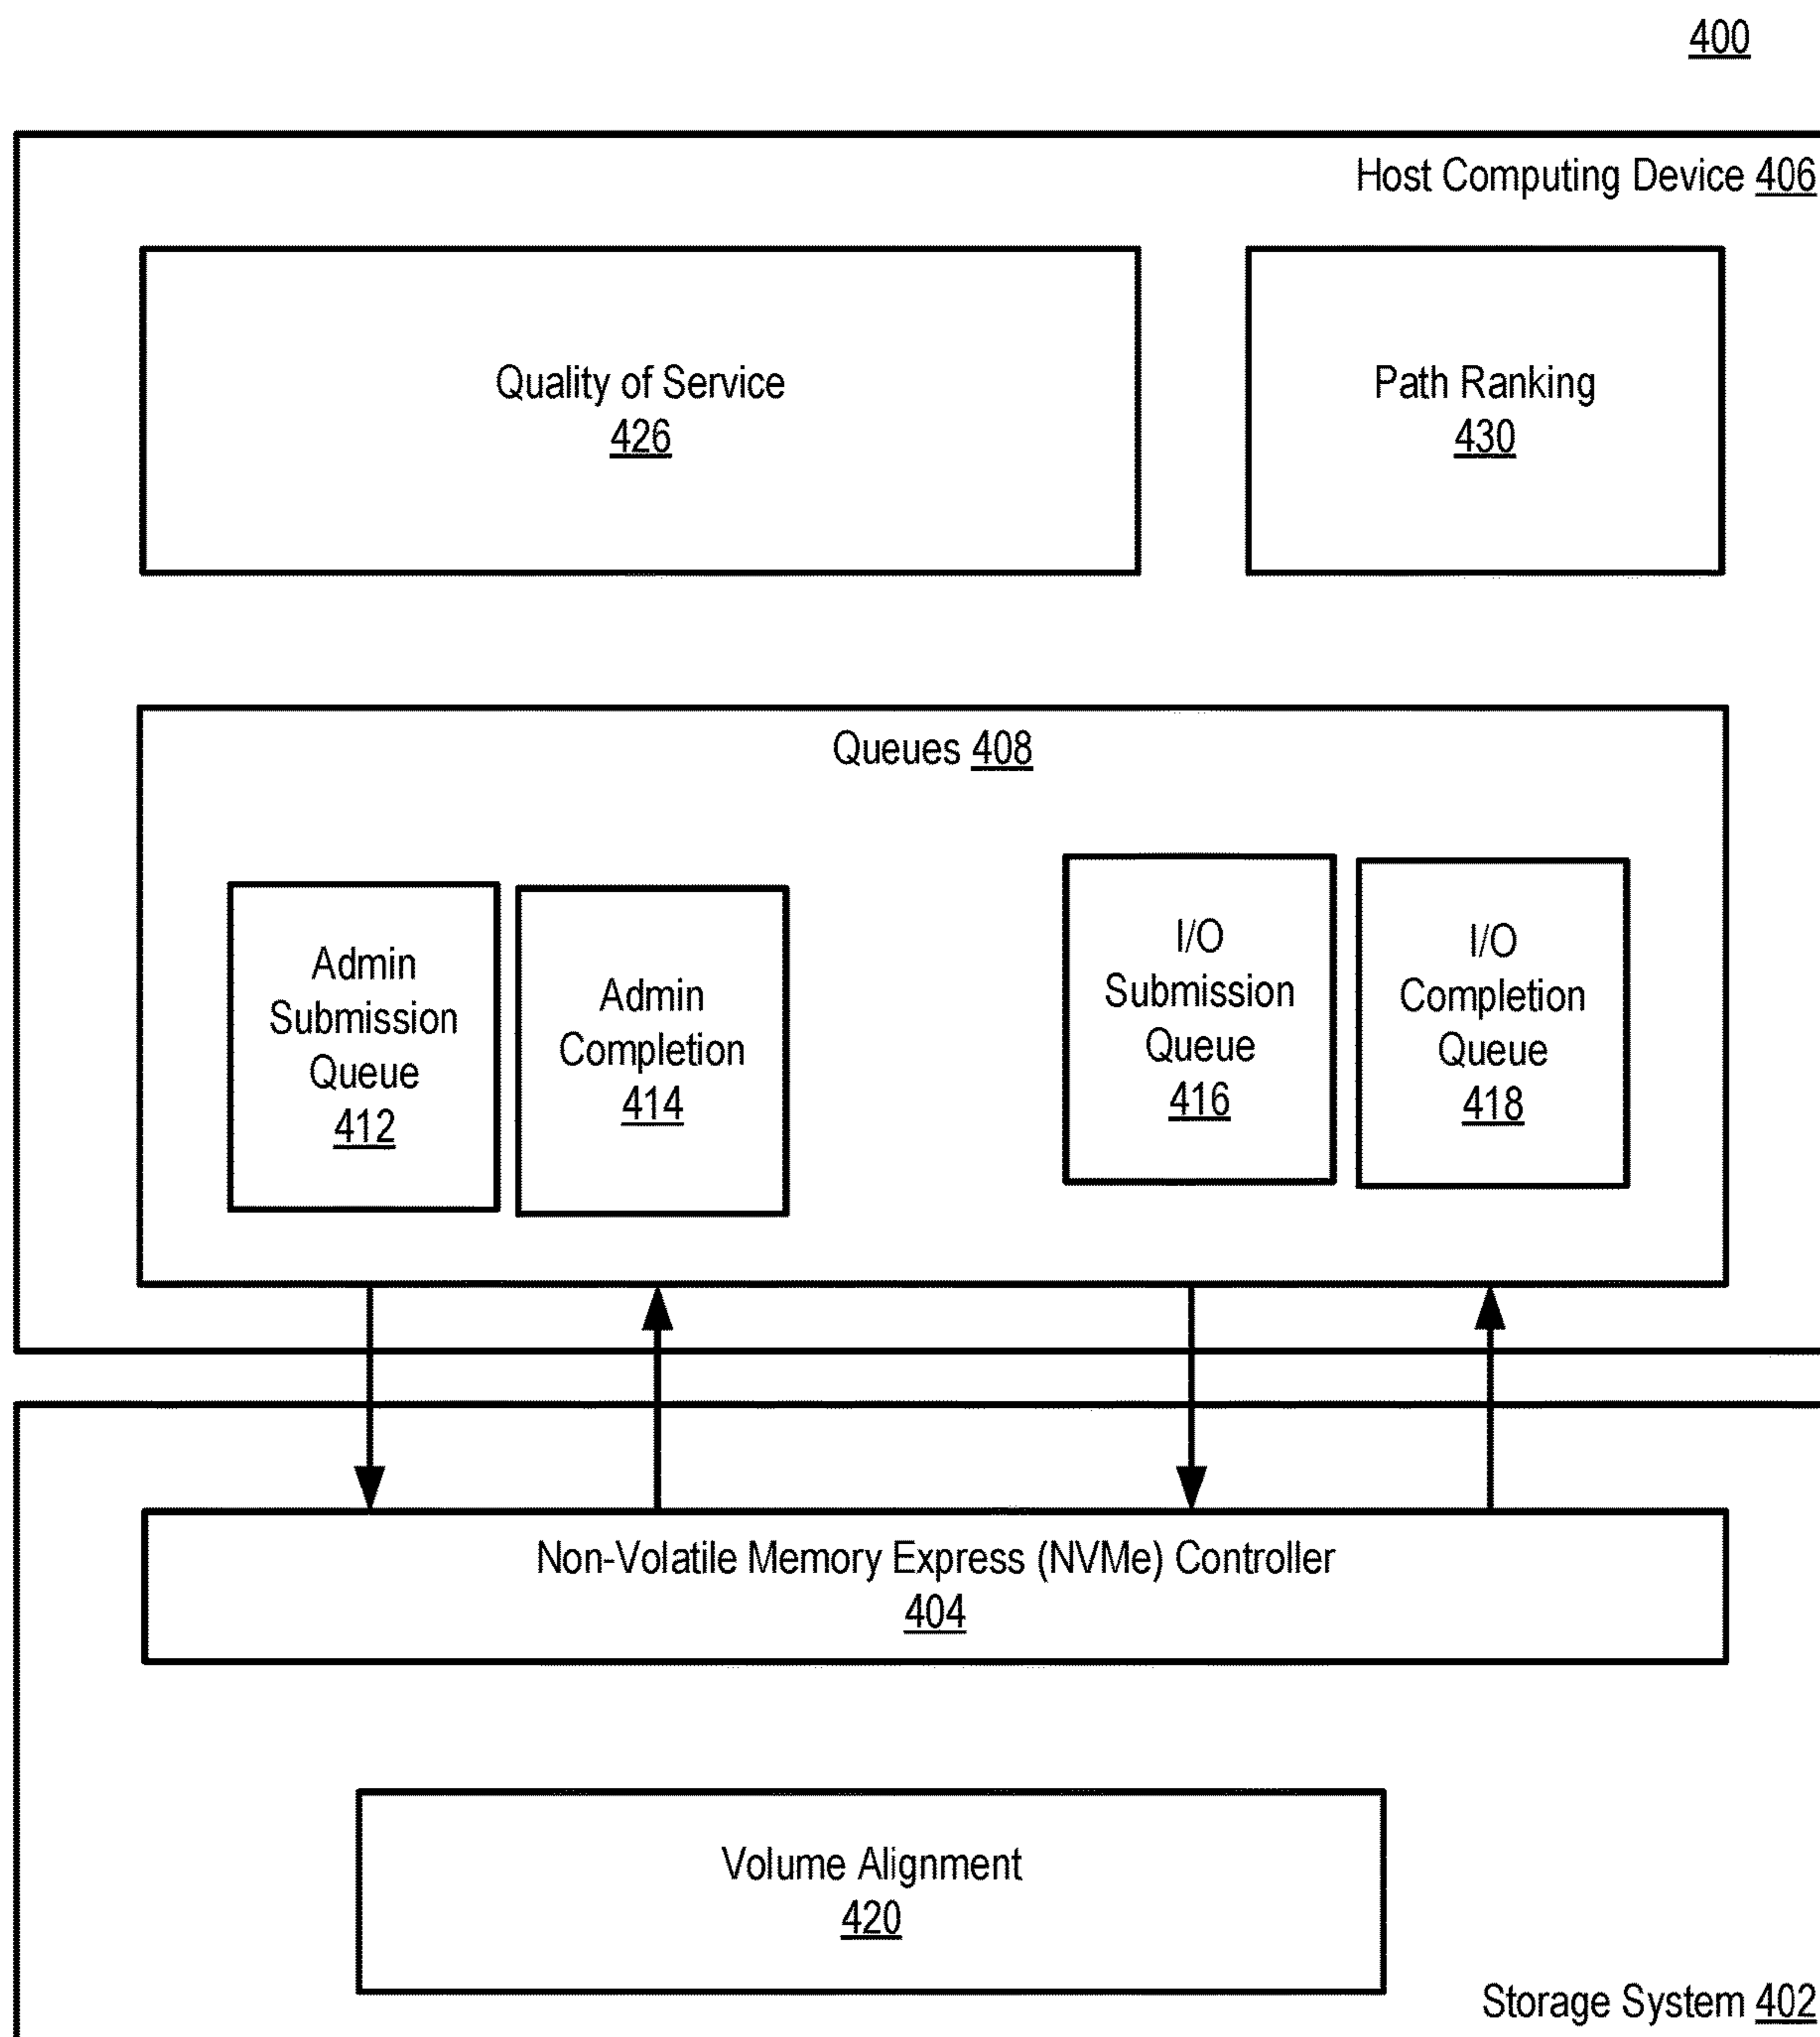 400
Host Computing Device 406
Quality of Service
426
Path Ranking
430
Queues 408
Admin
Submission
Queue
412
Admin
Completion
414
I/O
Submission
Queue
416
I/O
Completion
Queue
418
Non-Volatile Memory Express (NVMe) Controller
404
Volume Alignment
420
Storage System 402